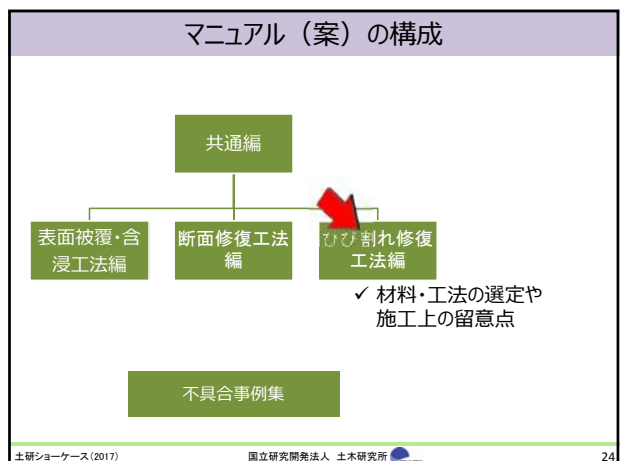 マニュアル（案）の構成
共通編
表面被覆・含
浸工法編
断面修復工法
編
ひび割れ修復
工法編
✓ 材料・工法の選定や
施工上の留意点
不具合事例集
土研ショーケース（2017）
国立研究開発法人 土木研究所
24